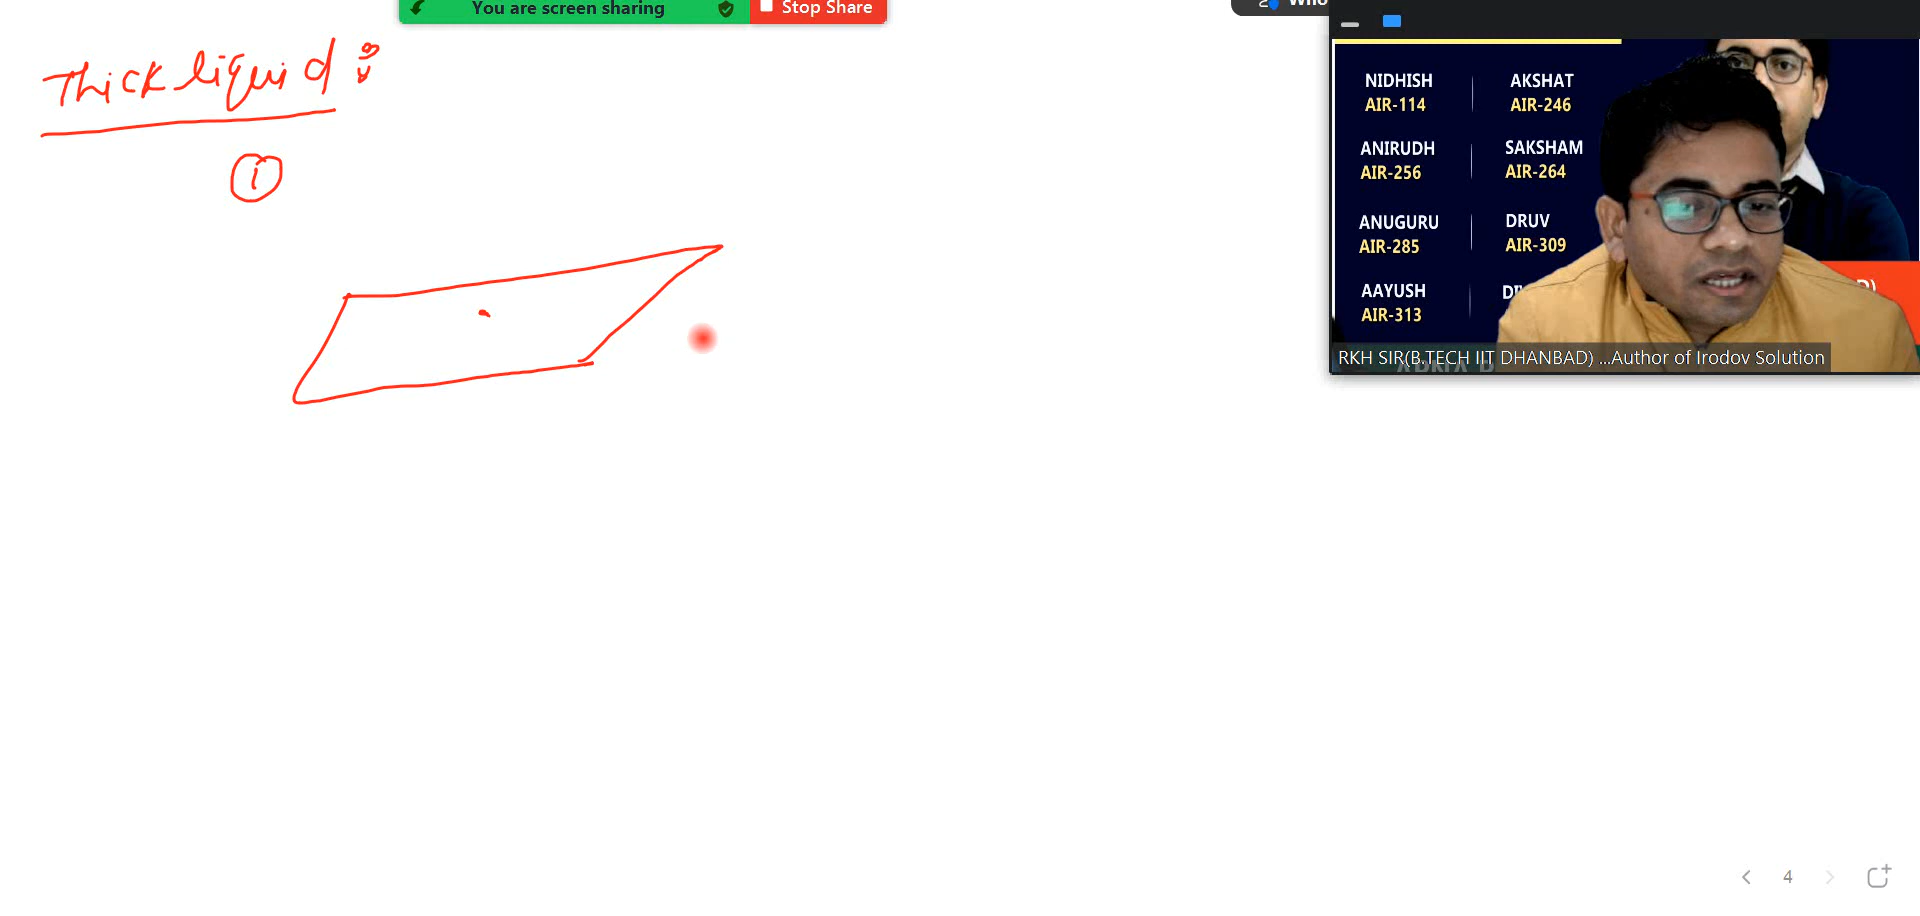 You are screen sharing
Stop Share
Thick liquid :
①
NIDHISH
AIR-114
AKSHAT
AIR-246
ANIRUDH
AIR-256
SAKSHAM
AIR-264
ANUGURU
AIR-285
DRUV
AIR-309
AAYUSH
AIR-313
RKH SIR(B.TECH IIT DHANBAD) ...Author of Irodov Solution
4